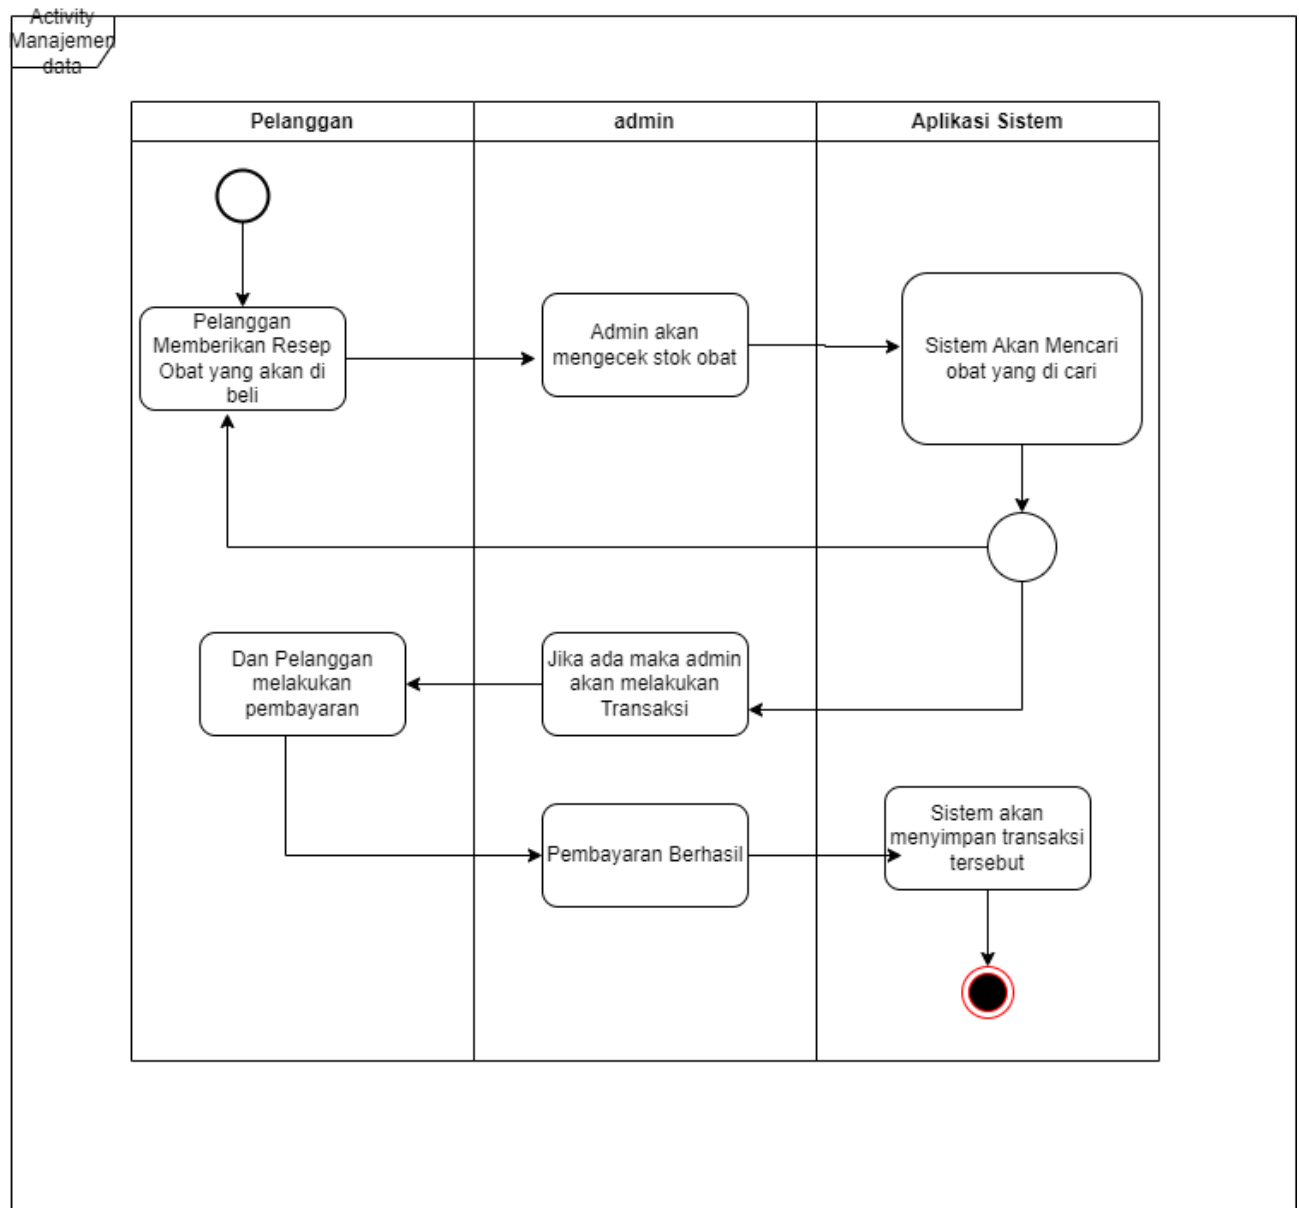 Activity
Manajemen
data
Pelanggan
admin
Aplikasi Sistem
Pelanggan
Memberikan Resep
Obat yang akan di
beli
Admin akan
mengecek stok obat
Sistem Akan Mencari
obat yang di cari
Dan Pelanggan
melakukan
pembayaran
Jika ada maka admin
akan melakukan
Transaksi
Pembayaran Berhasil
Sistem akan
menyimpan transaksi
tersebut